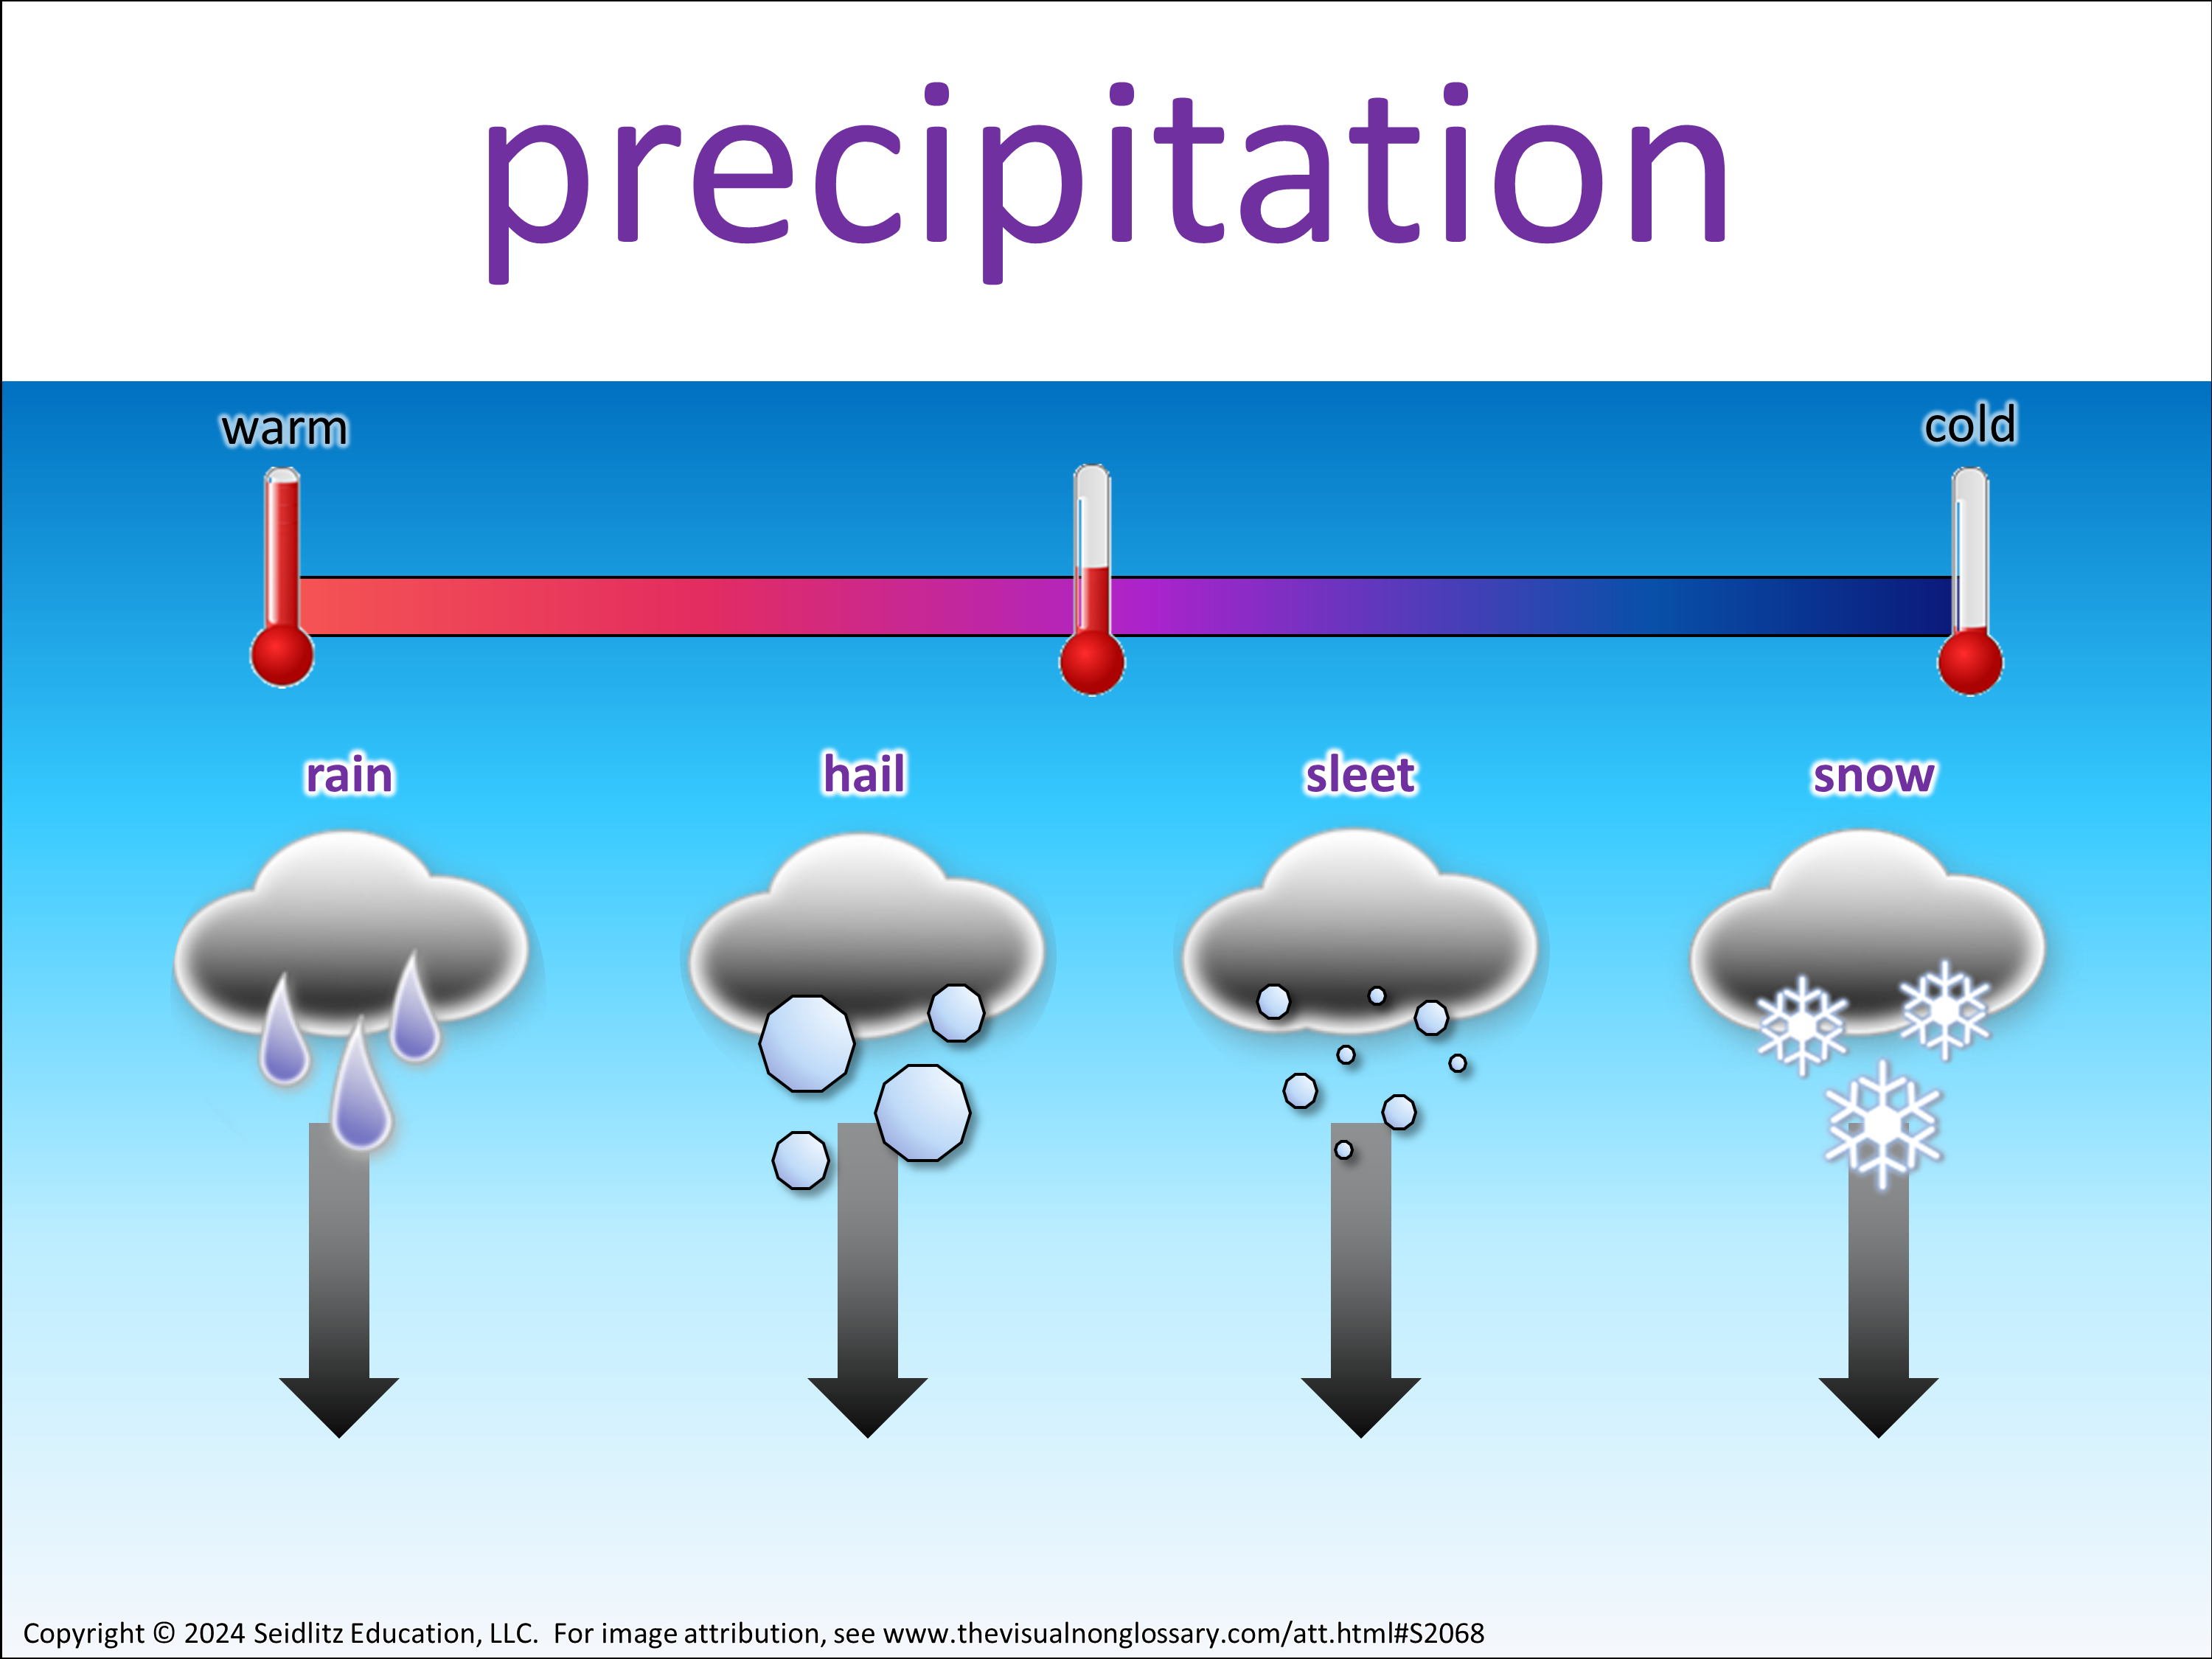 precipitation
warm
cold
rain
hail
sleet
snow
Copyright © 2024 Seidlitz Education, LLC.  For image attribution, see www.thevisualnonglossary.com/att.html#S2068